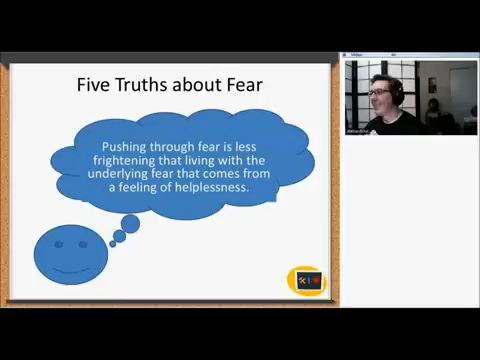 Five Truths about Fear
Pushing through fear is less
frightening that living with the
underlying fear that comes from
a feeling of helplessness.